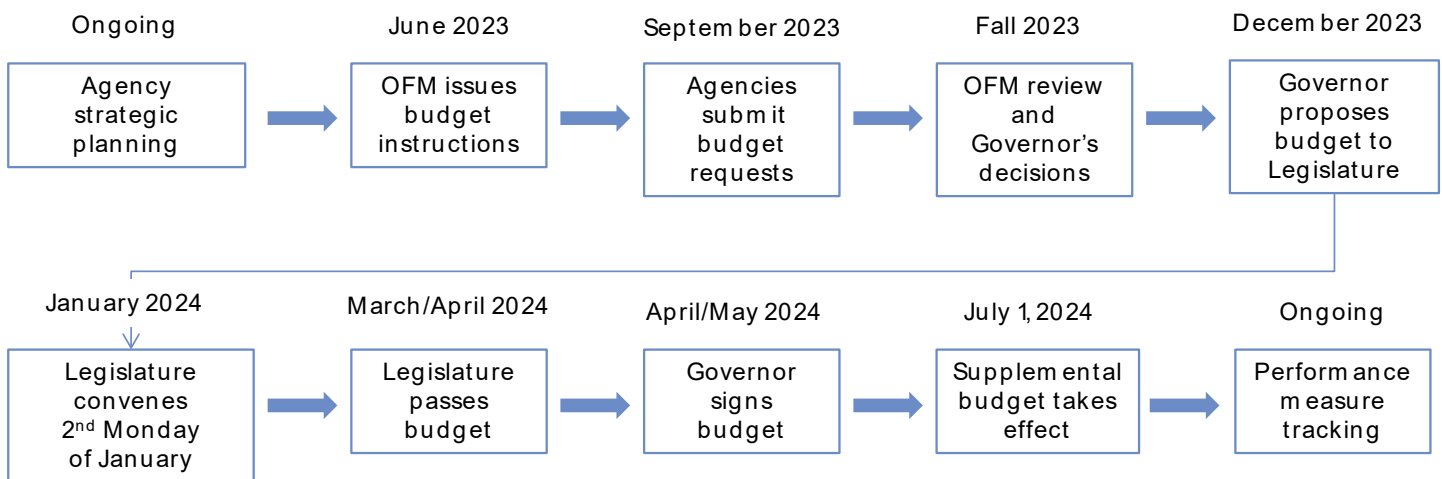 Ongoing
Agency
strategic
planning
June 2023
OFM issues
budget
instructions
September 2023
Agencies
submit
budget
requests
Fall 2023
OFM review
and
Governor’s
decisions
December 2023
Governor
proposes
budget to
Legislature
January 2024
Legislature
convenes
2nd Monday
of January
March/April 2024
Legislature
passes
budget
April/May 2024
Governor
signs
budget
July 1, 2024
Supplemental
budget takes
effect
Ongoing
Performance
measure
tracking